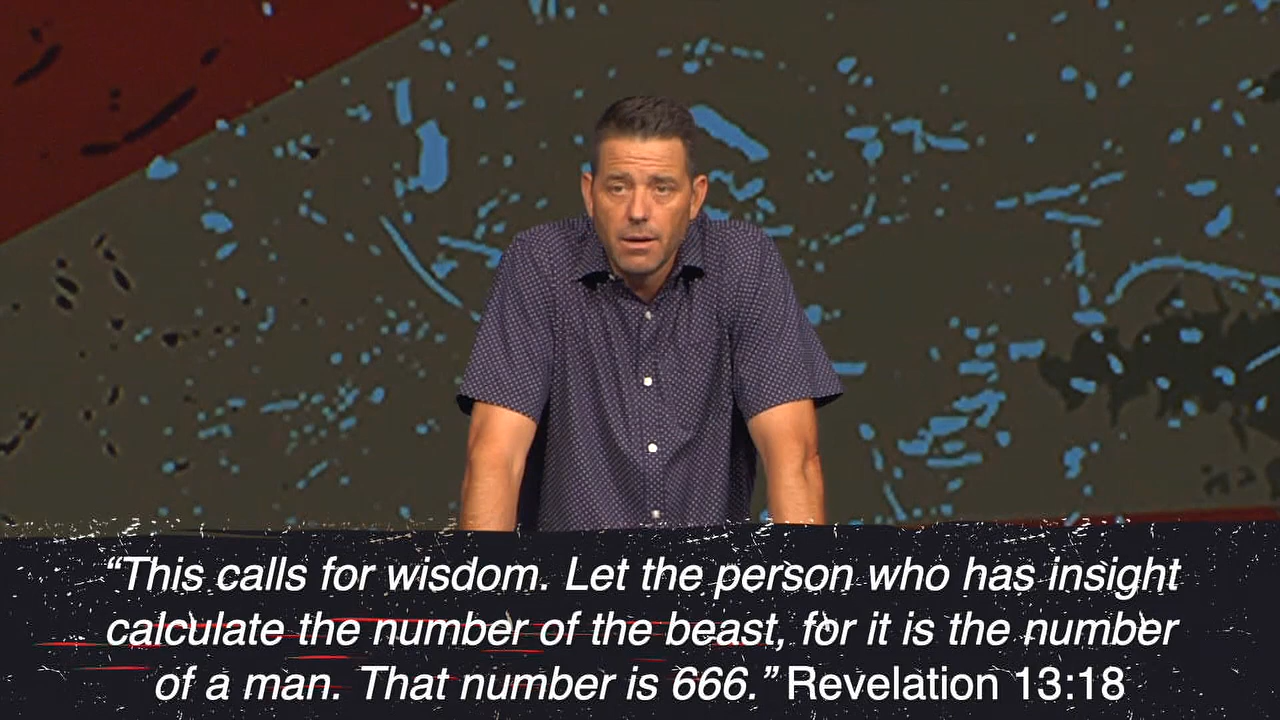 “This calls for wisdom. Let the person who has insight
calculate the number of the beast, for it is the number
of a man. That number is 666.” Revelation 13:18